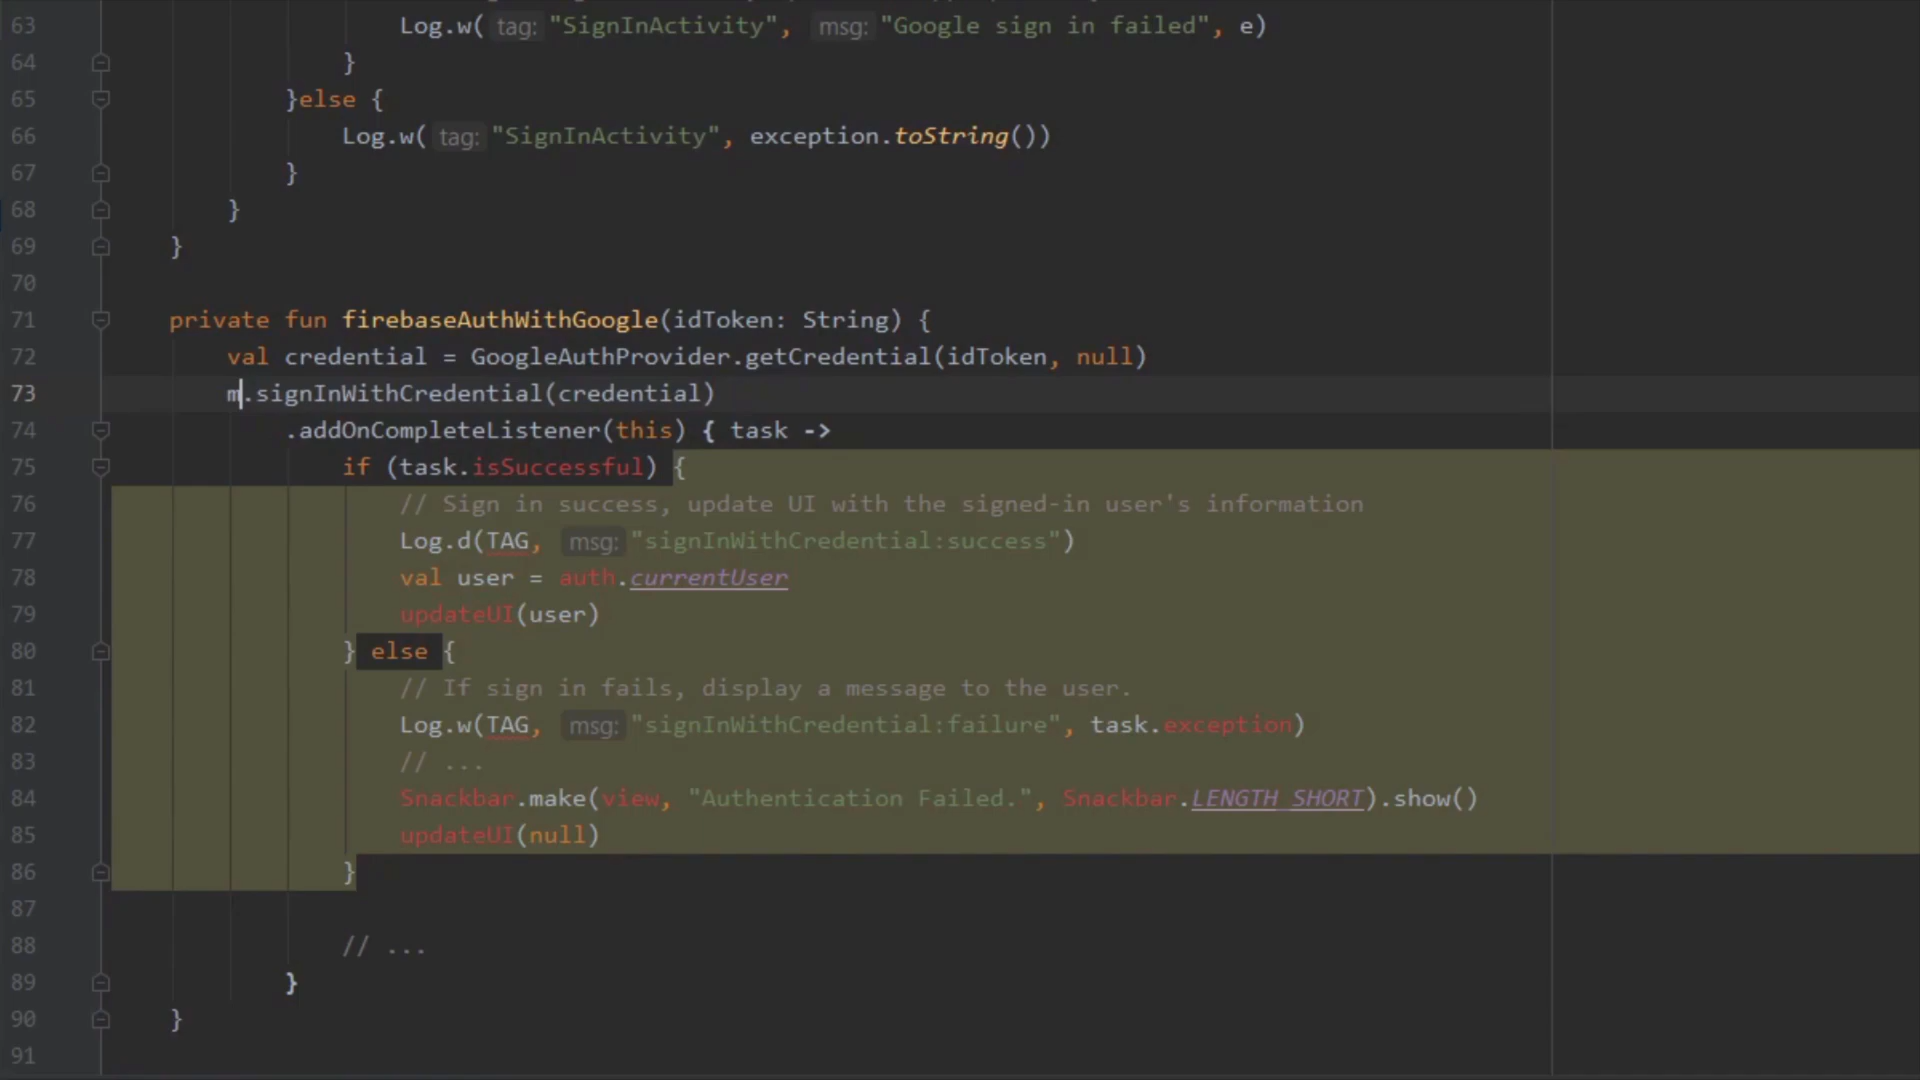 63 Log.w( tag: "SignInActivity", msg: "Google sign in failed", e)
64 }
65 }else {
66 Log.w( tag: "SignInActivity", exception.toString())
67 }
68 }
69 }
70
71 private fun firebaseAuthWithGoogle(idToken: String) {
72 val credential = GoogleAuthProvider.getCredential(idToken, null)
73 m.signInWithCredential(credential)
74 .addOnCompleteListener(this) { task ->
75 if (task.isSuccessful) {
76 // Sign in success, update UI with the signed-in user's information
77 Log.d(TAG, msg: "signInWithCredential:success")
78 val user = auth.currentUser
79 updateUI(user)
80 } else {
81 // If sign in fails, display a message to the user.
82 Log.w(TAG, msg: "signInWithCredential:failure", task.exception)
83 // ...
84 Snackbar.make(view, "Authentication Failed.", Snackbar.LENGTH_SHORT).show()
85 updateUI(null)
86 }
87
88 // ...
89 }
90 }
91